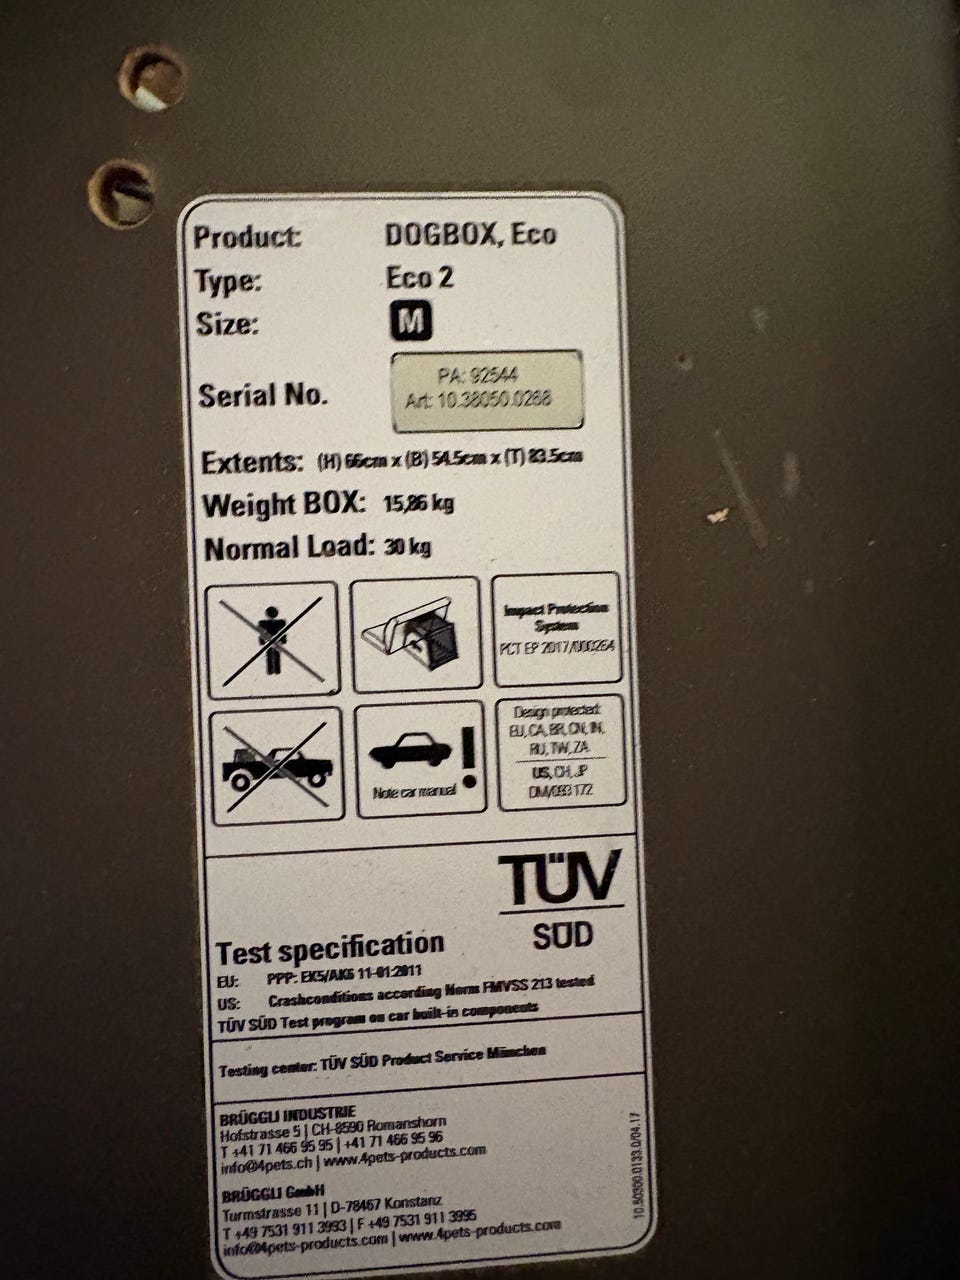 Product: DOGBOX, Eco
Type: Eco 2
Size: M
Serial No. PA: 92544
Art: 10.38050.0268
Extents: (H) 66cm x (B) 54.5cm x (T) 83.5cm
Weight BOX: 15,86 kg
Normal Load: 30 kg
Impact Protection
System
PCT EP 2017/000264
Note car manual !
Design protected:
EU, CA, BR, CN, IN,
RU, TW, ZA
US, CH, JP
DM/093 172
TÜV
SÜD
Test specification
EU: PPP: EK5/AK6 11-01:2011
US: Crashconditions according Norm FMVSS 213 tested
TÜV SÜD Test program on car built-in components
Testing center: TÜV SÜD Product Service München
BRÜGGLI INDUSTRIE
Hofstrasse 5 | CH-8590 Romanshorn
T +41 71 466 95 95 | +41 71 466 95 96
info@4pets.ch | www.4pets-products.com
BRÜGGLI GmbH
Turmstrasse 11 | D-78467 Konstanz
T +49 7531 911 3993 | F +49 7531 911 3995
info@4pets-products.com | www.4pets-products.com
10.50300.0133.0/04.17